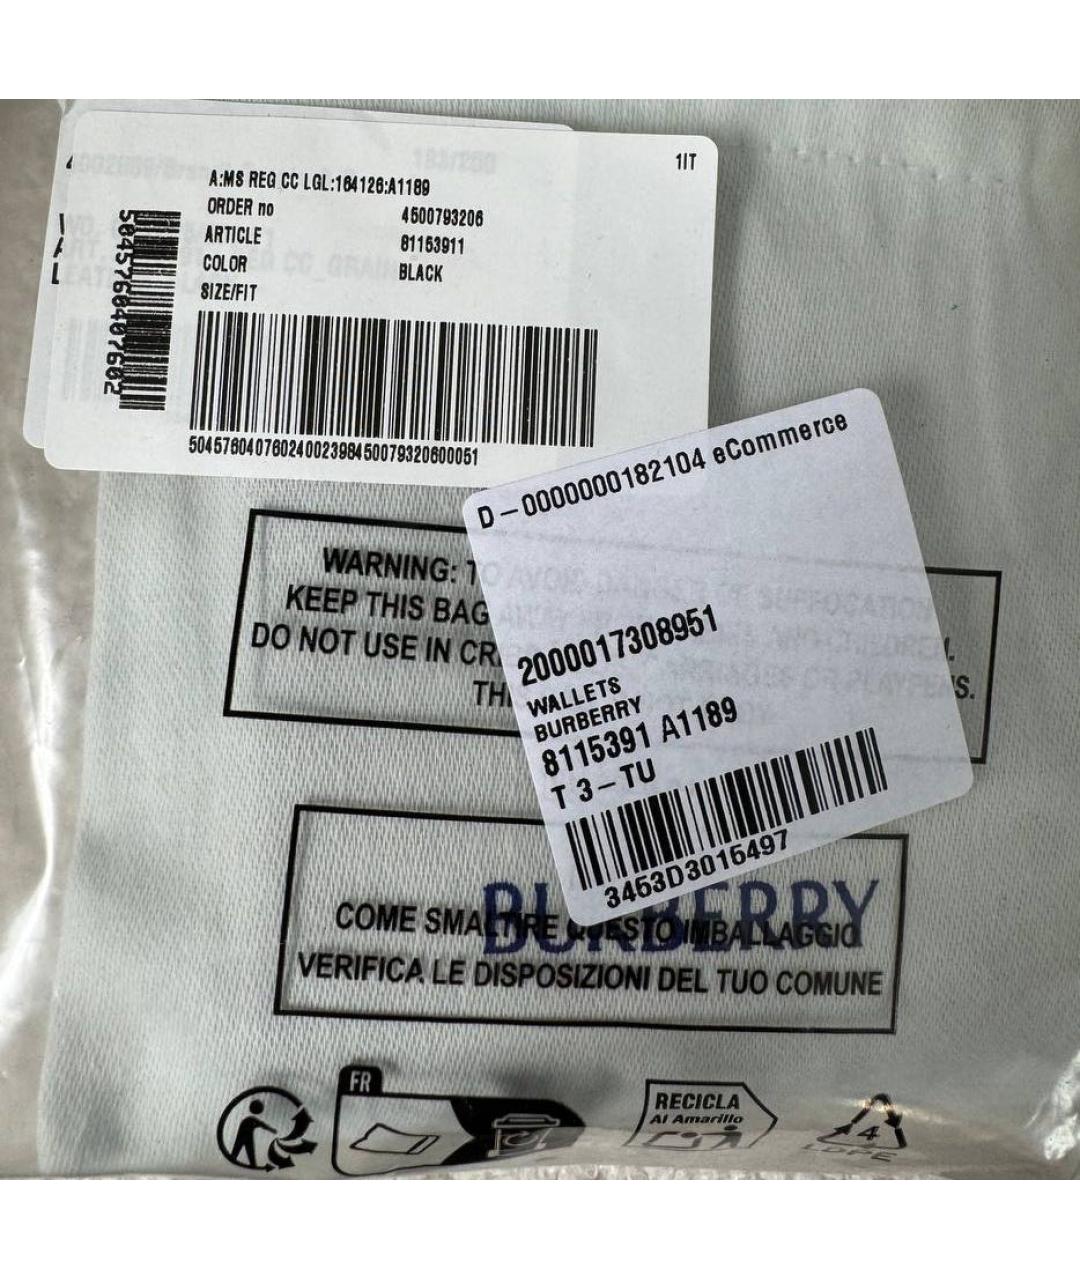 1IT
A:MS REG CC LGL:164126:A1189
ORDER no 4500793206
ARTICLE 81153911
COLOR BLACK
SIZE/FIT
5045760407602
50457604076024002398450079320600051
D-0000000182104 eCommerce
2000017308951
WALLETS
BURBERRY
8115391 A1189
T 3-TU
3453D3015497
WARNING: TO AVOID DANGER OF SUFFOCATION
KEEP THIS BAG AWAY
DO NOT USE IN
BURBERRY
COME SMALTIRE QUESTO IMBALLAGGIO
VERIFICA LE DISPOSIZIONI DEL TUO COMUNE
FR
RECICLA
Al Amarillo
4
LDPE